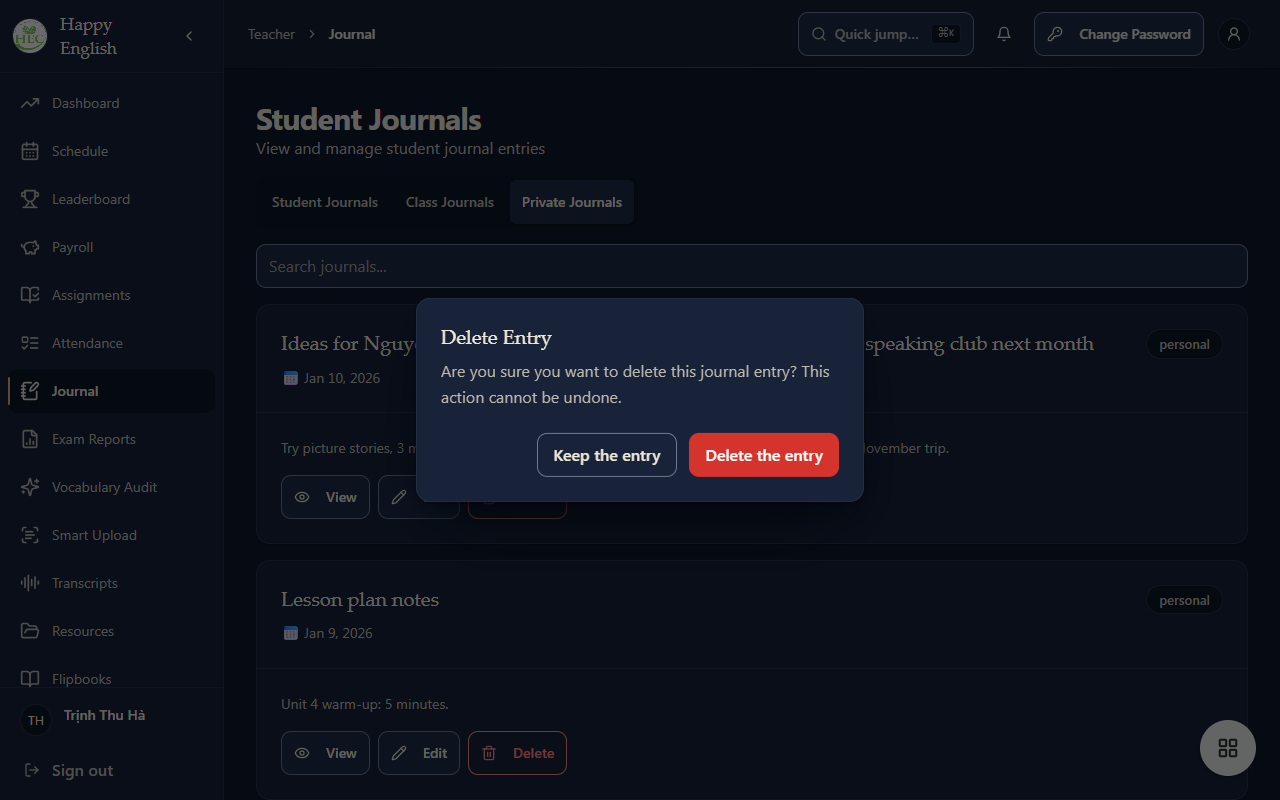 HEC
Happy
English
Teacher
Journal
Quick jump...
⌘K
Change Password
Dashboard
Schedule
Leaderboard
Payroll
Assignments
Attendance
Journal
Exam Reports
Vocabulary Audit
Smart Upload
Transcripts
Resources
Flipbooks
TH
Trịnh Thu Hà
Sign out
Student Journals
View and manage student journal entries
Student Journals
Class Journals
Private Journals
Search journals...
Ideas for
speaking club next month
personal
Jan 10, 2026
Try picture stories, 3
trip.
View
Delete Entry
Are you sure you want to delete this journal entry? This
action cannot be undone.
Keep the entry
Delete the entry
Lesson plan notes
personal
Jan 9, 2026
Unit 4 warm-up: 5 minutes.
View
Edit
Delete